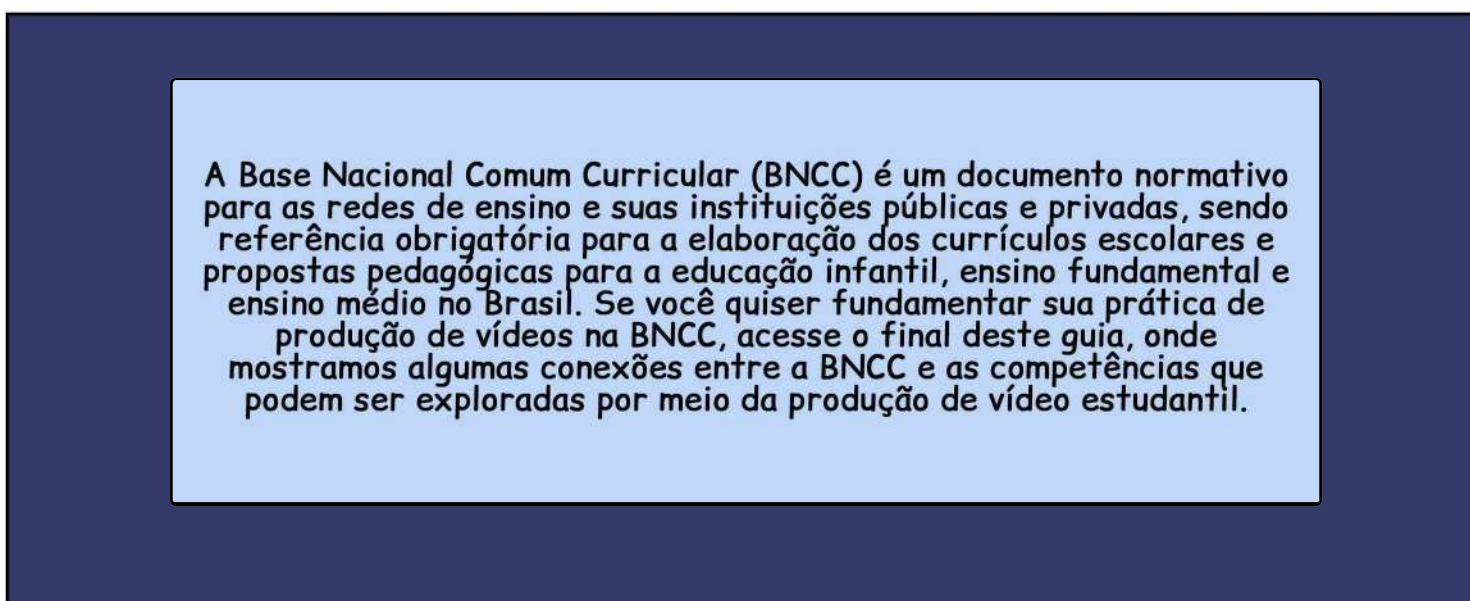 A Base Nacional Comum Curricular (BNCC) é um documento normativo
para as redes de ensino e suas instituições públicas e privadas, sendo
referência obrigatória para a elaboração dos currículos escolares e
propostas pedagógicas para a educação infantil, ensino fundamental e
ensino médio no Brasil. Se você quiser fundamentar sua prática de
produção de vídeos na BNCC, acesse o final deste guia, onde
mostramos algumas conexões entre a BNCC e as competências que
podem ser exploradas por meio da produção de vídeo estudantil.